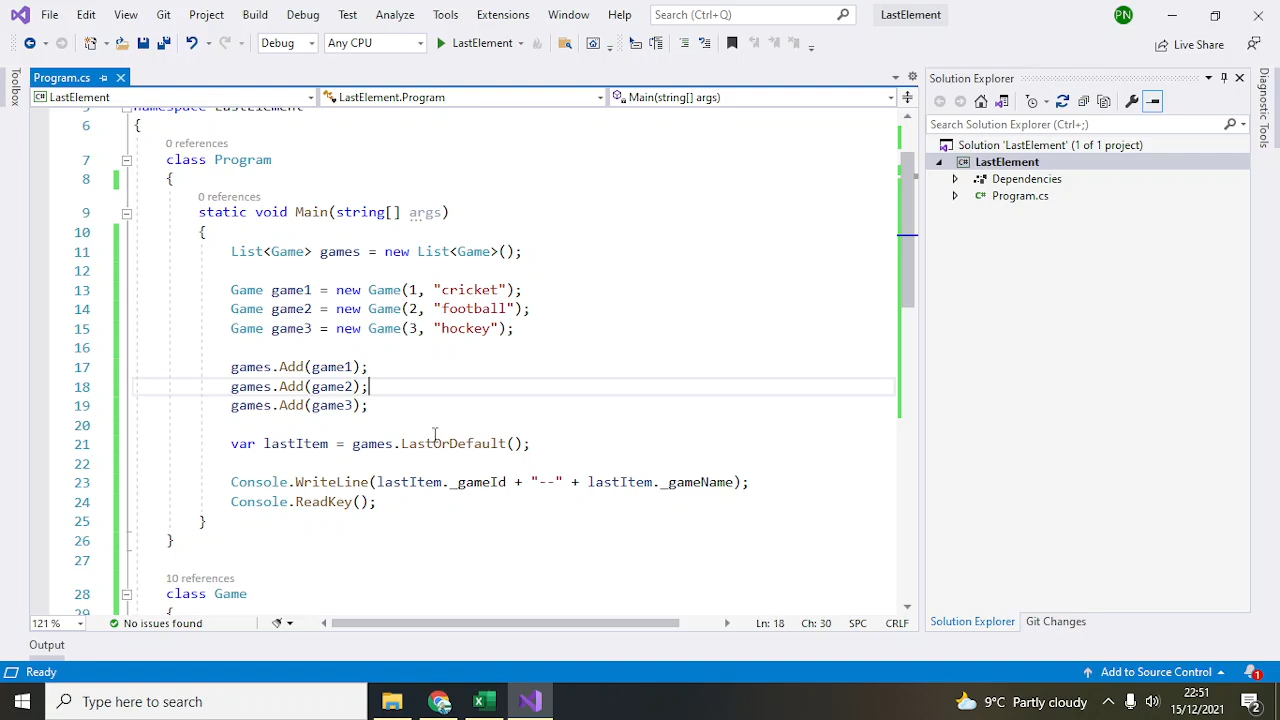 File Edit View Git Project Build Debug Test Analyze Tools Extensions Window Help Search (Ctrl+Q) LastElement PN
Debug Any CPU LastElement Live Share
Toolbox
Program.cs
LastElement LastElement.Program Main(string[] args)
6 {
0 references
7 class Program
8 {
0 references
9 static void Main(string[] args)
10 {
11 List<Game> games = new List<Game>();
12
13 Game game1 = new Game(1, "cricket");
14 Game game2 = new Game(2, "football");
15 Game game3 = new Game(3, "hockey");
16
17 games.Add(game1);
18 games.Add(game2);
19 games.Add(game3);
20
21 var lastItem = games.LastOrDefault();
22
23 Console.WriteLine(lastItem._gameId + "--" + lastItem._gameName);
24 Console.ReadKey();
25 }
26 }
27
10 references
28 class Game
29 {
121 % No issues found Ln: 18 Ch: 30 SPC CRLF
Solution Explorer
Search Solution Explorer (Ctrl+;)
Solution 'LastElement' (1 of 1 project)
LastElement
Dependencies
Program.cs
Solution Explorer Git Changes
Diagnostic Tools
Output
Ready Add to Source Control 1
Type here to search 9°C Partly cloudy 22:51
15/12/2021 2